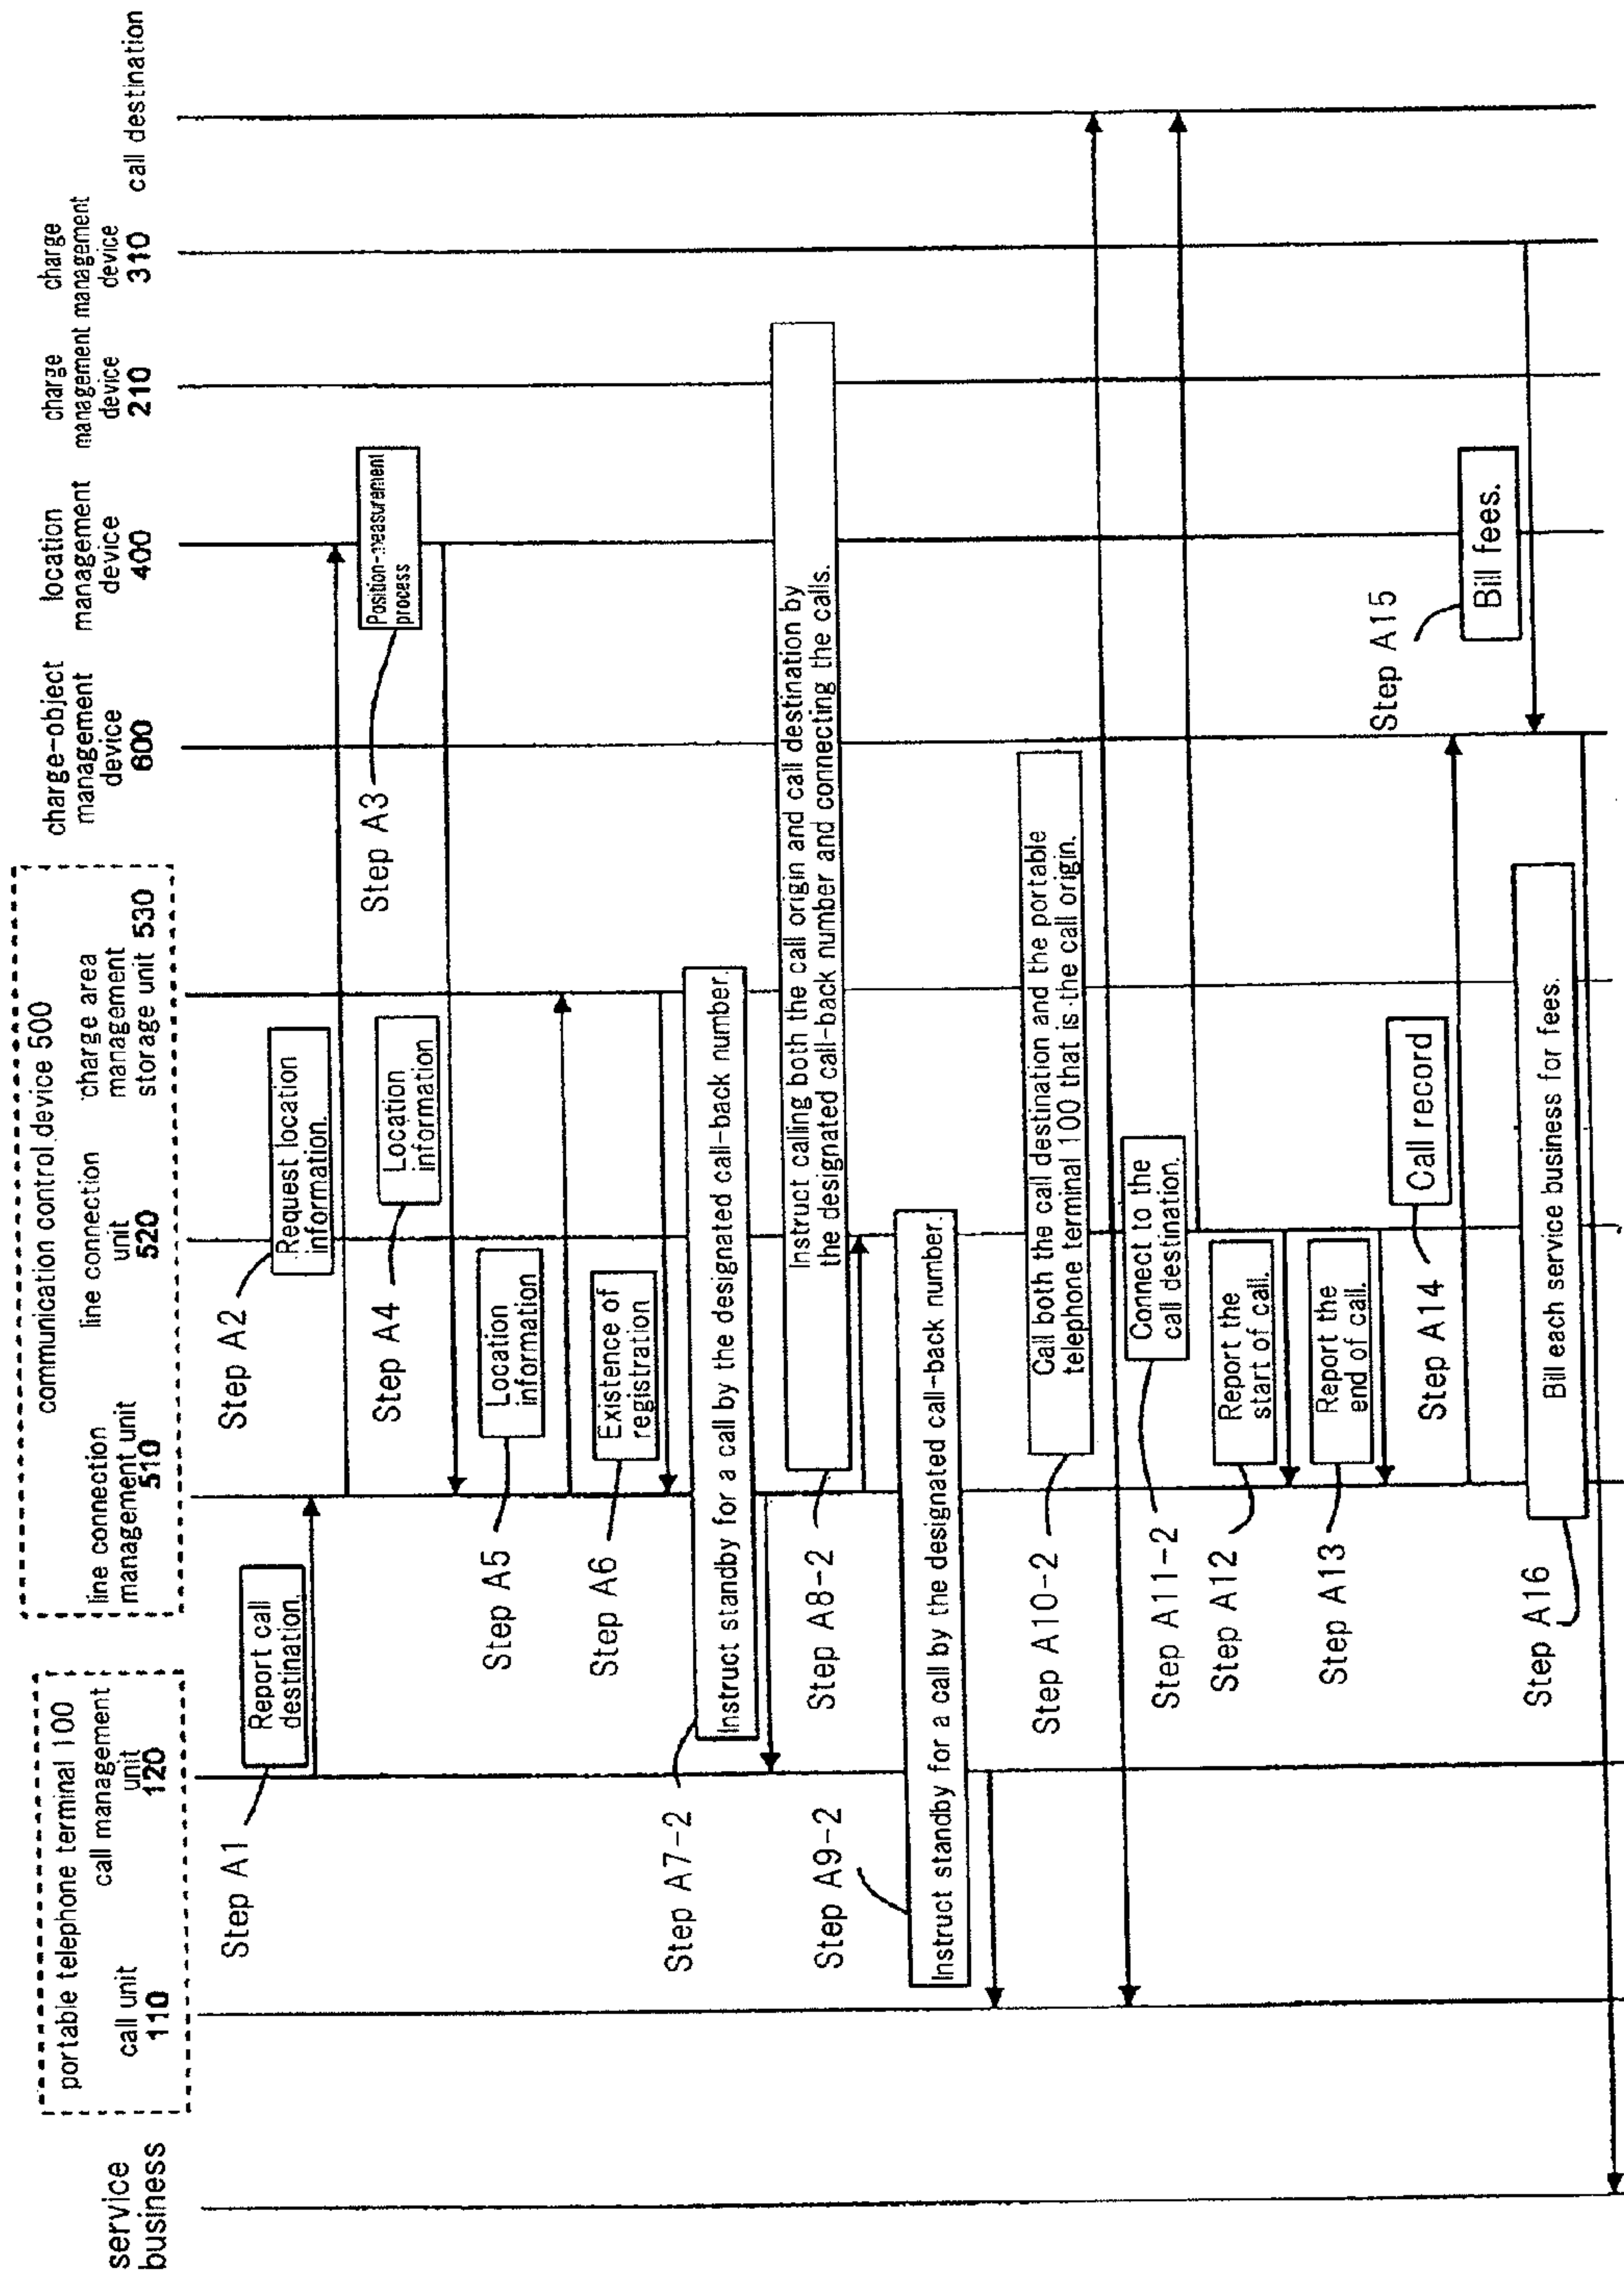 service
business
portable telephone terminal 100
call unit
110
call management
unit
120
communication control device 500
line connection
management unit
510
line connection
unit
520
charge area
management
storage unit 530
charge-object
management
device
600
location
management
device
400
charge
management
device
210
charge
management
device
310
call destination
Step A1
Report call
destination.
Step A2
Request location
information.
Step A3
Position-measurement
process
Step A4
Location
information
Step A5
Location
information
Step A6
Existence of
registration
Step A7-2
Instruct standby for a call by the designated call-back number.
Step A8-2
Instruct calling both the call origin and call destination by
the designated call-back number and connecting the calls.
Step A9-2
Instruct standby for a call by the designated call-back number.
Step A10-2
Call both the call destination and the portable
telephone terminal 100 that is the call origin.
Step A11-2
Connect to the
call destination.
Step A12
Report the
start of call.
Step A13
Report the
end of call.
Step A14
Call record
Step A15
Bill fees.
Step A16
Bill each service business for fees.